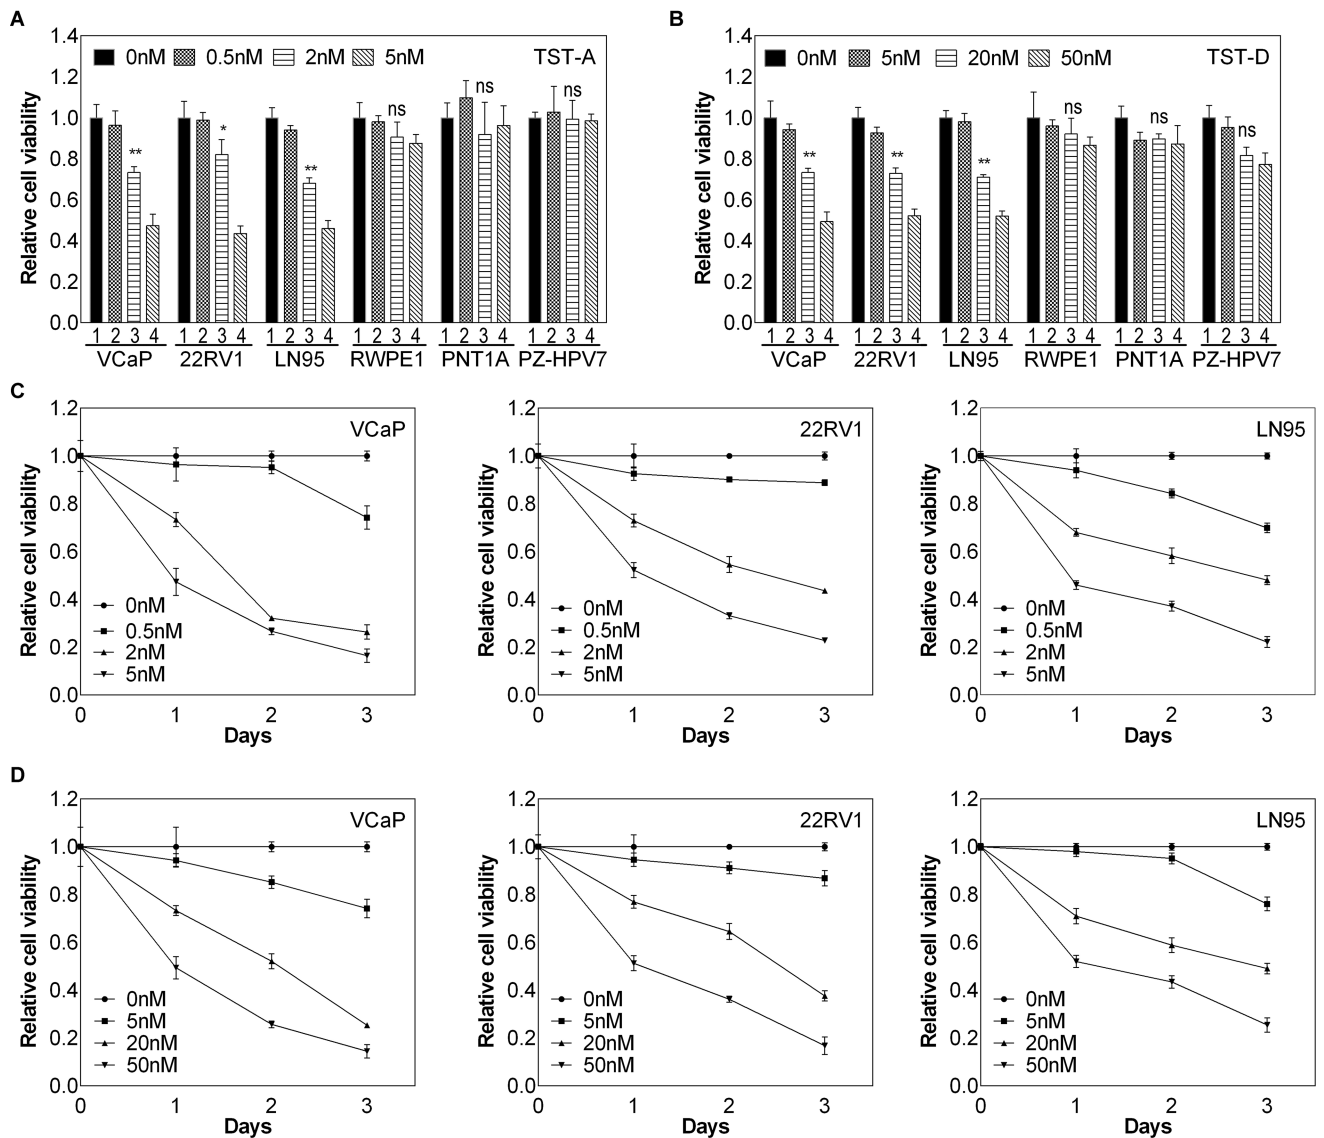 A
1.4
1.2
1.0
0.8
0.6
0.4
0.2
0.0
Relative cell viability
0nM 0.5nM 2nM 5nM
TST-A
** * ** ns ns ns
1 2 3 4 1 2 3 4 1 2 3 4 1 2 3 4 1 2 3 4 1 2 3 4
VCaP 22RV1 LN95 RWPE1 PNT1A PZ-HPV7
B
1.4
1.2
1.0
0.8
0.6
0.4
0.2
0.0
Relative cell viability
0nM 5nM 20nM 50nM
TST-D
** ** ** ns ns ns
1 2 3 4 1 2 3 4 1 2 3 4 1 2 3 4 1 2 3 4 1 2 3 4
VCaP 22RV1 LN95 RWPE1 PNT1A PZ-HPV7
C
1.2
1.0
0.8
0.6
0.4
0.2
0.0
Relative cell viability
VCaP
0nM
0.5nM
2nM
5nM
0 1 2 3
Days
1.2
1.0
0.8
0.6
0.4
0.2
0.0
Relative cell viability
22RV1
0nM
0.5nM
2nM
5nM
0 1 2 3
Days
1.2
1.0
0.8
0.6
0.4
0.2
0.0
Relative cell viability
LN95
0nM
0.5nM
2nM
5nM
0 1 2 3
Days
D
1.2
1.0
0.8
0.6
0.4
0.2
0.0
Relative cell viability
VCaP
0nM
5nM
20nM
50nM
0 1 2 3
Days
1.2
1.0
0.8
0.6
0.4
0.2
0.0
Relative cell viability
22RV1
0nM
5nM
20nM
50nM
0 1 2 3
Days
1.2
1.0
0.8
0.6
0.4
0.2
0.0
Relative cell viability
LN95
0nM
5nM
20nM
50nM
0 1 2 3
Days